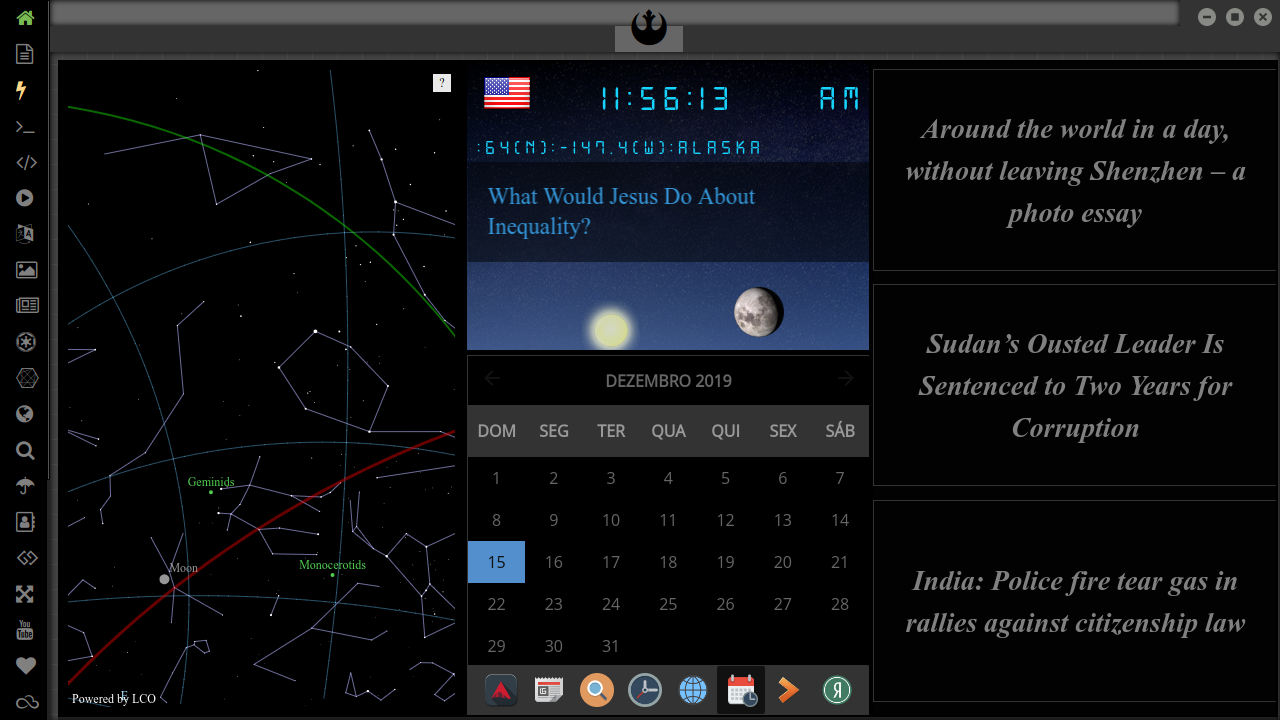 ?
Geminids
Moon
Monocerotids
E
Powered by LCO
11:56:13 AM
:64(N):-147.4(W):ALASKA
What Would Jesus Do About
Inequality?
DEZEMBRO 2019
DOM SEG TER QUA QUI SEX SÁB
1 2 3 4 5 6 7
8 9 10 11 12 13 14
15 16 17 18 19 20 21
22 23 24 25 26 27 28
29 30 31
Around the world in a day,
without leaving Shenzhen – a
photo essay
Sudan’s Ousted Leader Is
Sentenced to Two Years for
Corruption
India: Police fire tear gas in
rallies against citizenship law
You
Tube